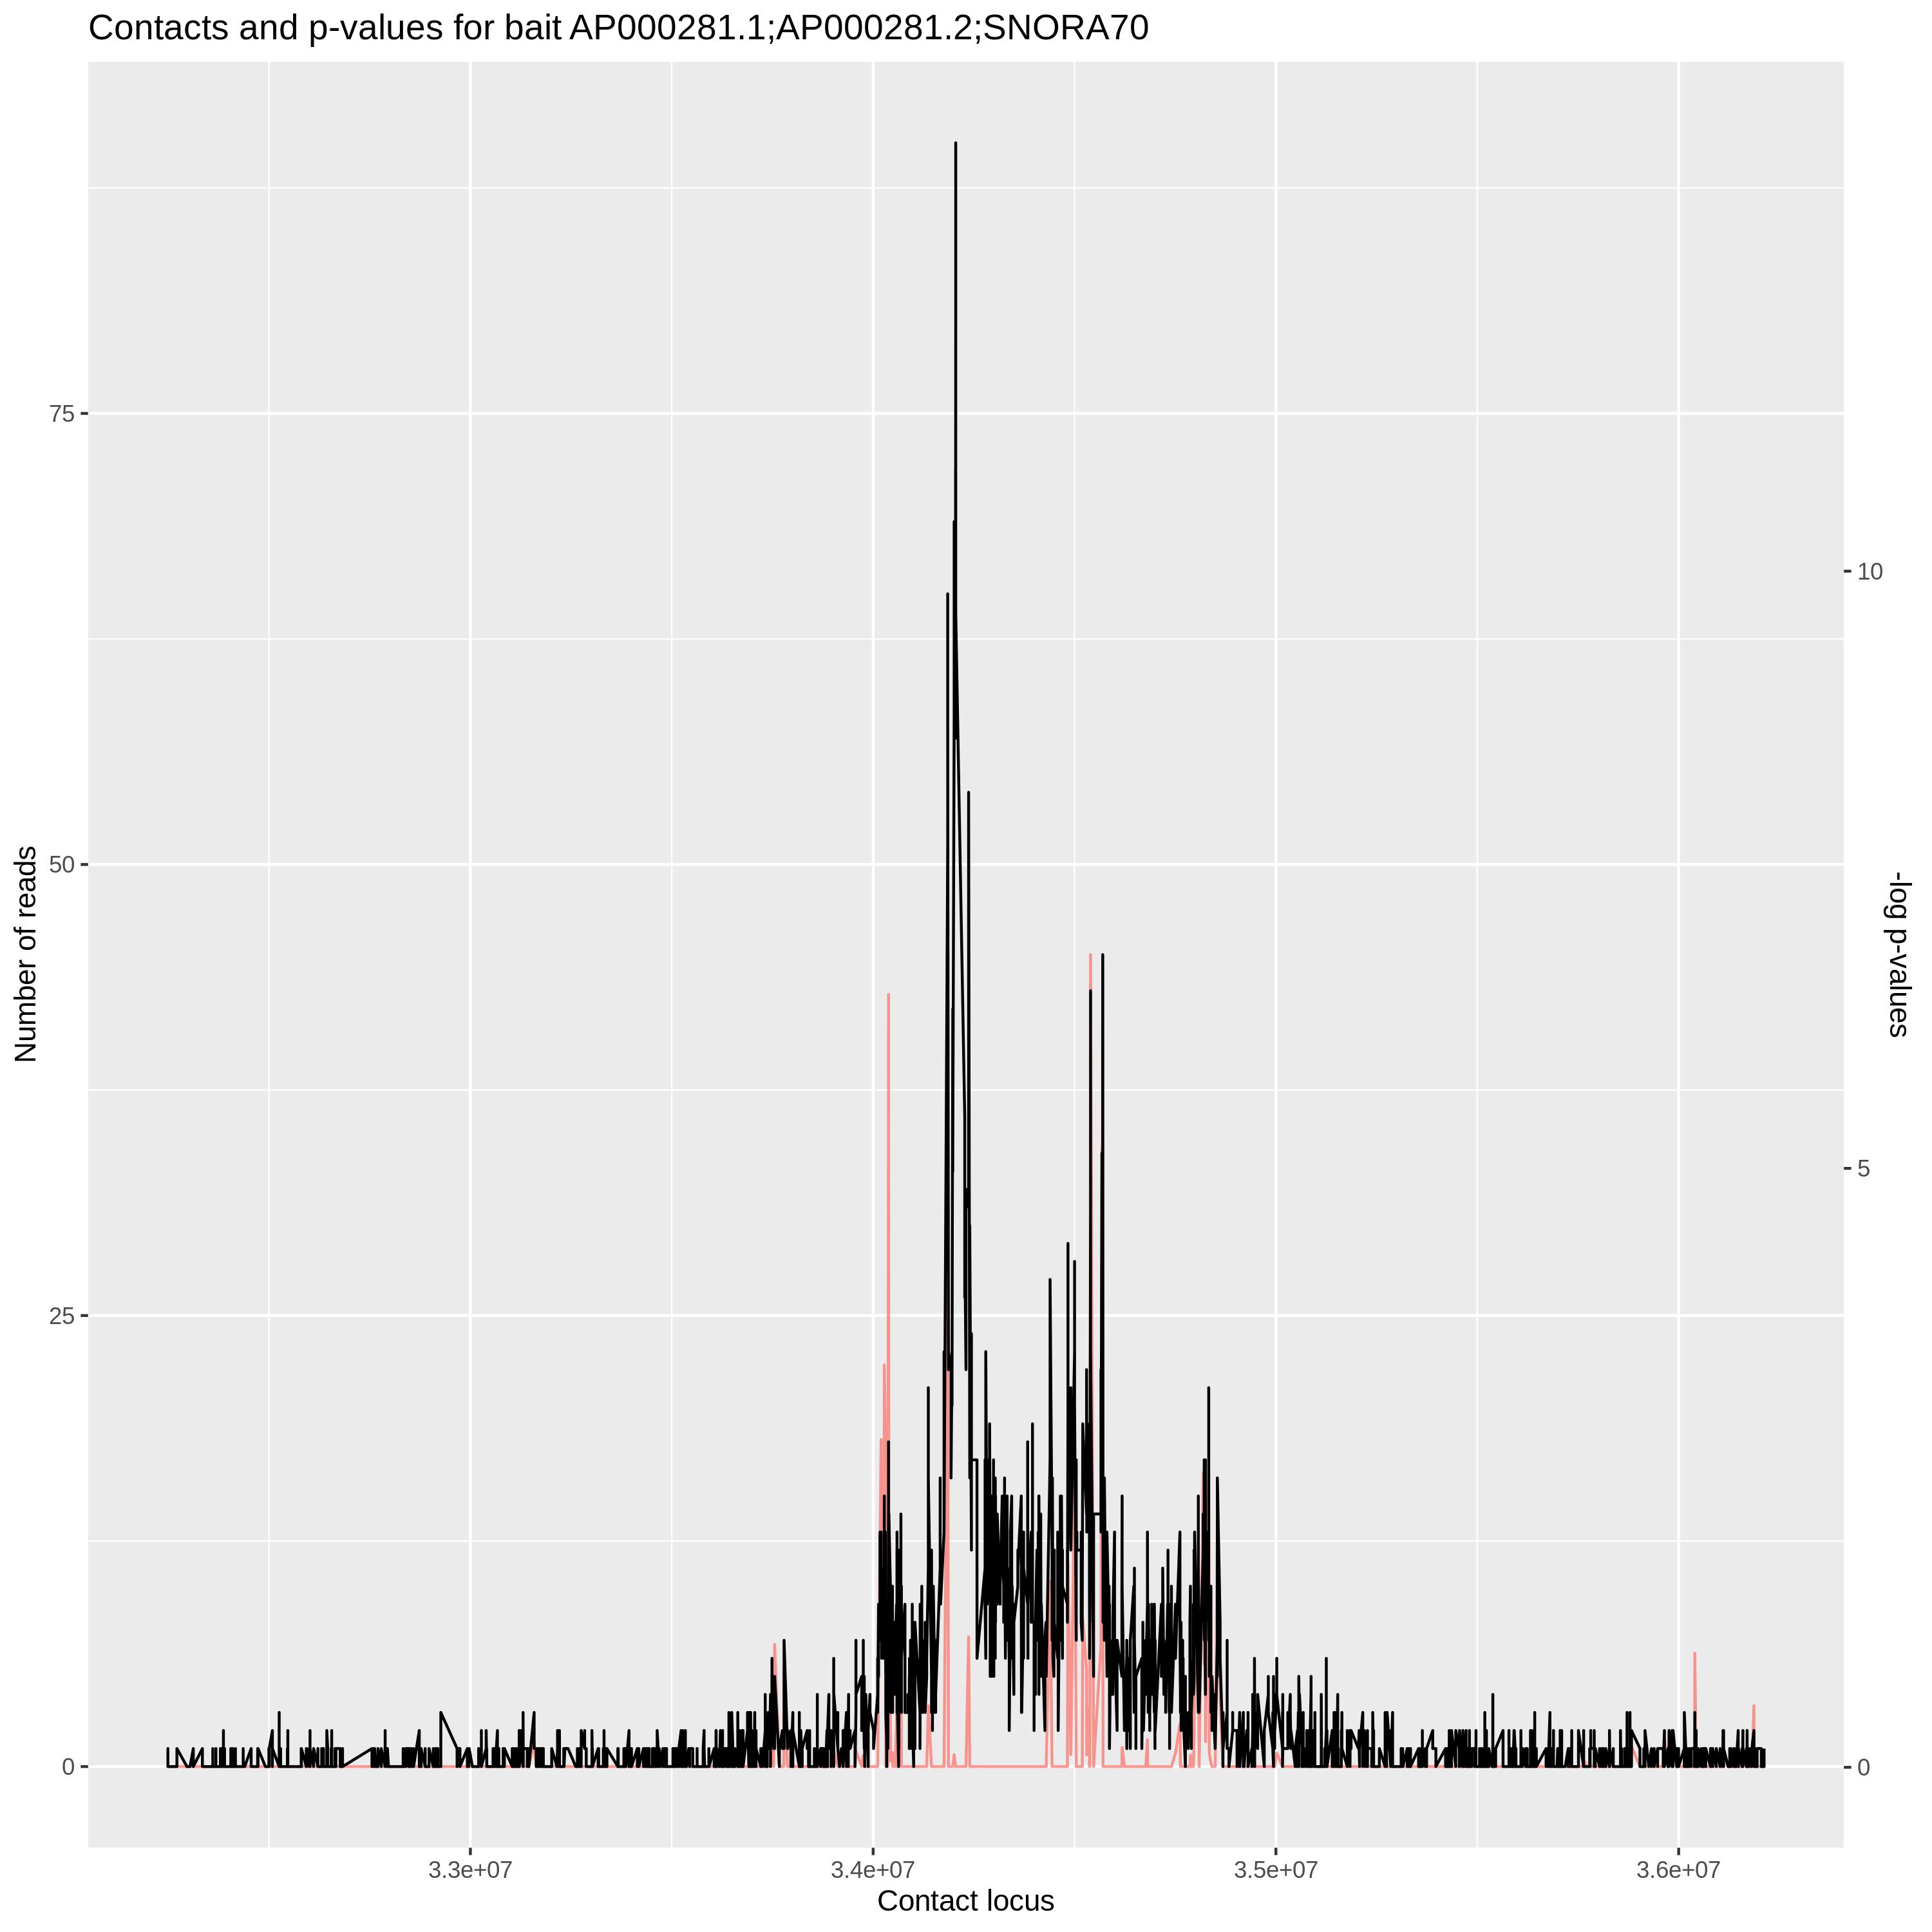 Contacts and p-values for bait AP000281.1;AP000281.2;SNORA70
75
50
25
0
Number of reads
10
5
0
-log p-values
3.3e+07 3.4e+07 3.5e+07 3.6e+07
Contact locus